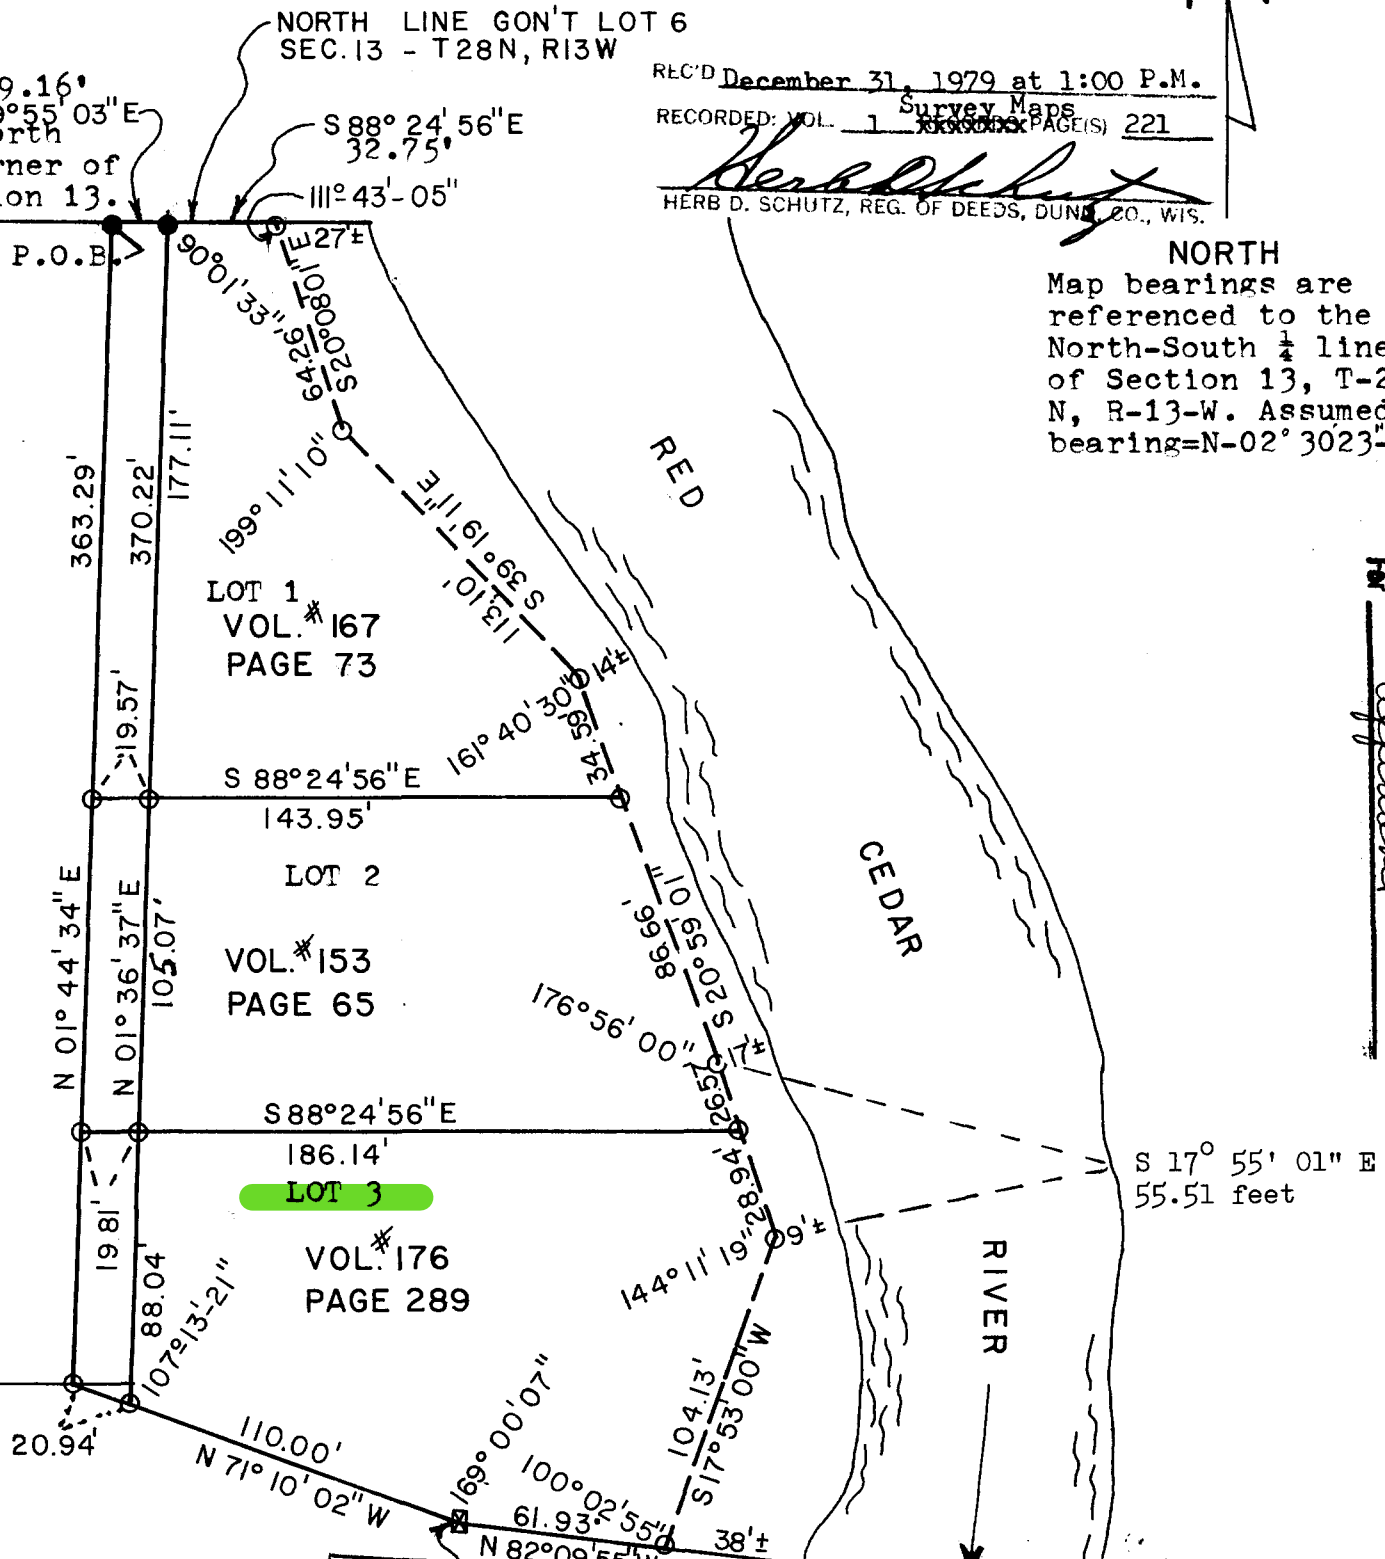 NORTH LINE GON'T LOT 6
SEC.13 - T28N, R13W
9.16'
9°55'03"E
orth
rner of
ion 13.
S 88° 24' 56"E
32.75'
111°-43'-05"
REC'D December 31, 1979 at 1:00 P.M.
Survey Maps
RECORDED: VOL. 1 xxxxxxx PAGE(S) 221
HERB D. SCHUTZ, REG. OF DEEDS, DUNN CO., WIS.
P.O.B.
27'±
90°01'33"
64.26'
S20°08'01"E
NORTH
Map bearings are
referenced to the
North-South ¼ line
of Section 13, T-2
N, R-13-W. Assumed
bearing=N-02°3023"-
363.29'
370.22'
177.11'
199° 11' 10"
S 39° 19' 11"E
113.10'
RED
LOT 1
VOL.# 167
PAGE 73
19.57'
14'±
161° 40' 30"
34.59'
S 88°24'56"E
143.95'
LOT 2
N 01° 44' 34" E
N 01° 36' 37" E
105.07'
VOL.# 153
PAGE 65
88.66'
S 20° 59' 01"
CEDAR
176°56' 00"
17'±
26.57'
S 88°24'56"E
186.14'
LOT 3
28.94'
S 17° 55' 01" E
55.51 feet
19.81'
88.04'
VOL.# 176
PAGE 289
144° 11' 19"
9'±
RIVER
107°-13'-21"
104.13'
S 17° 53' 00" W
20.94'
110.00'
N 71° 10' 02" W
169° 00' 07"
100° 02' 55"
61.93'
N 82°09'55"W
38'±